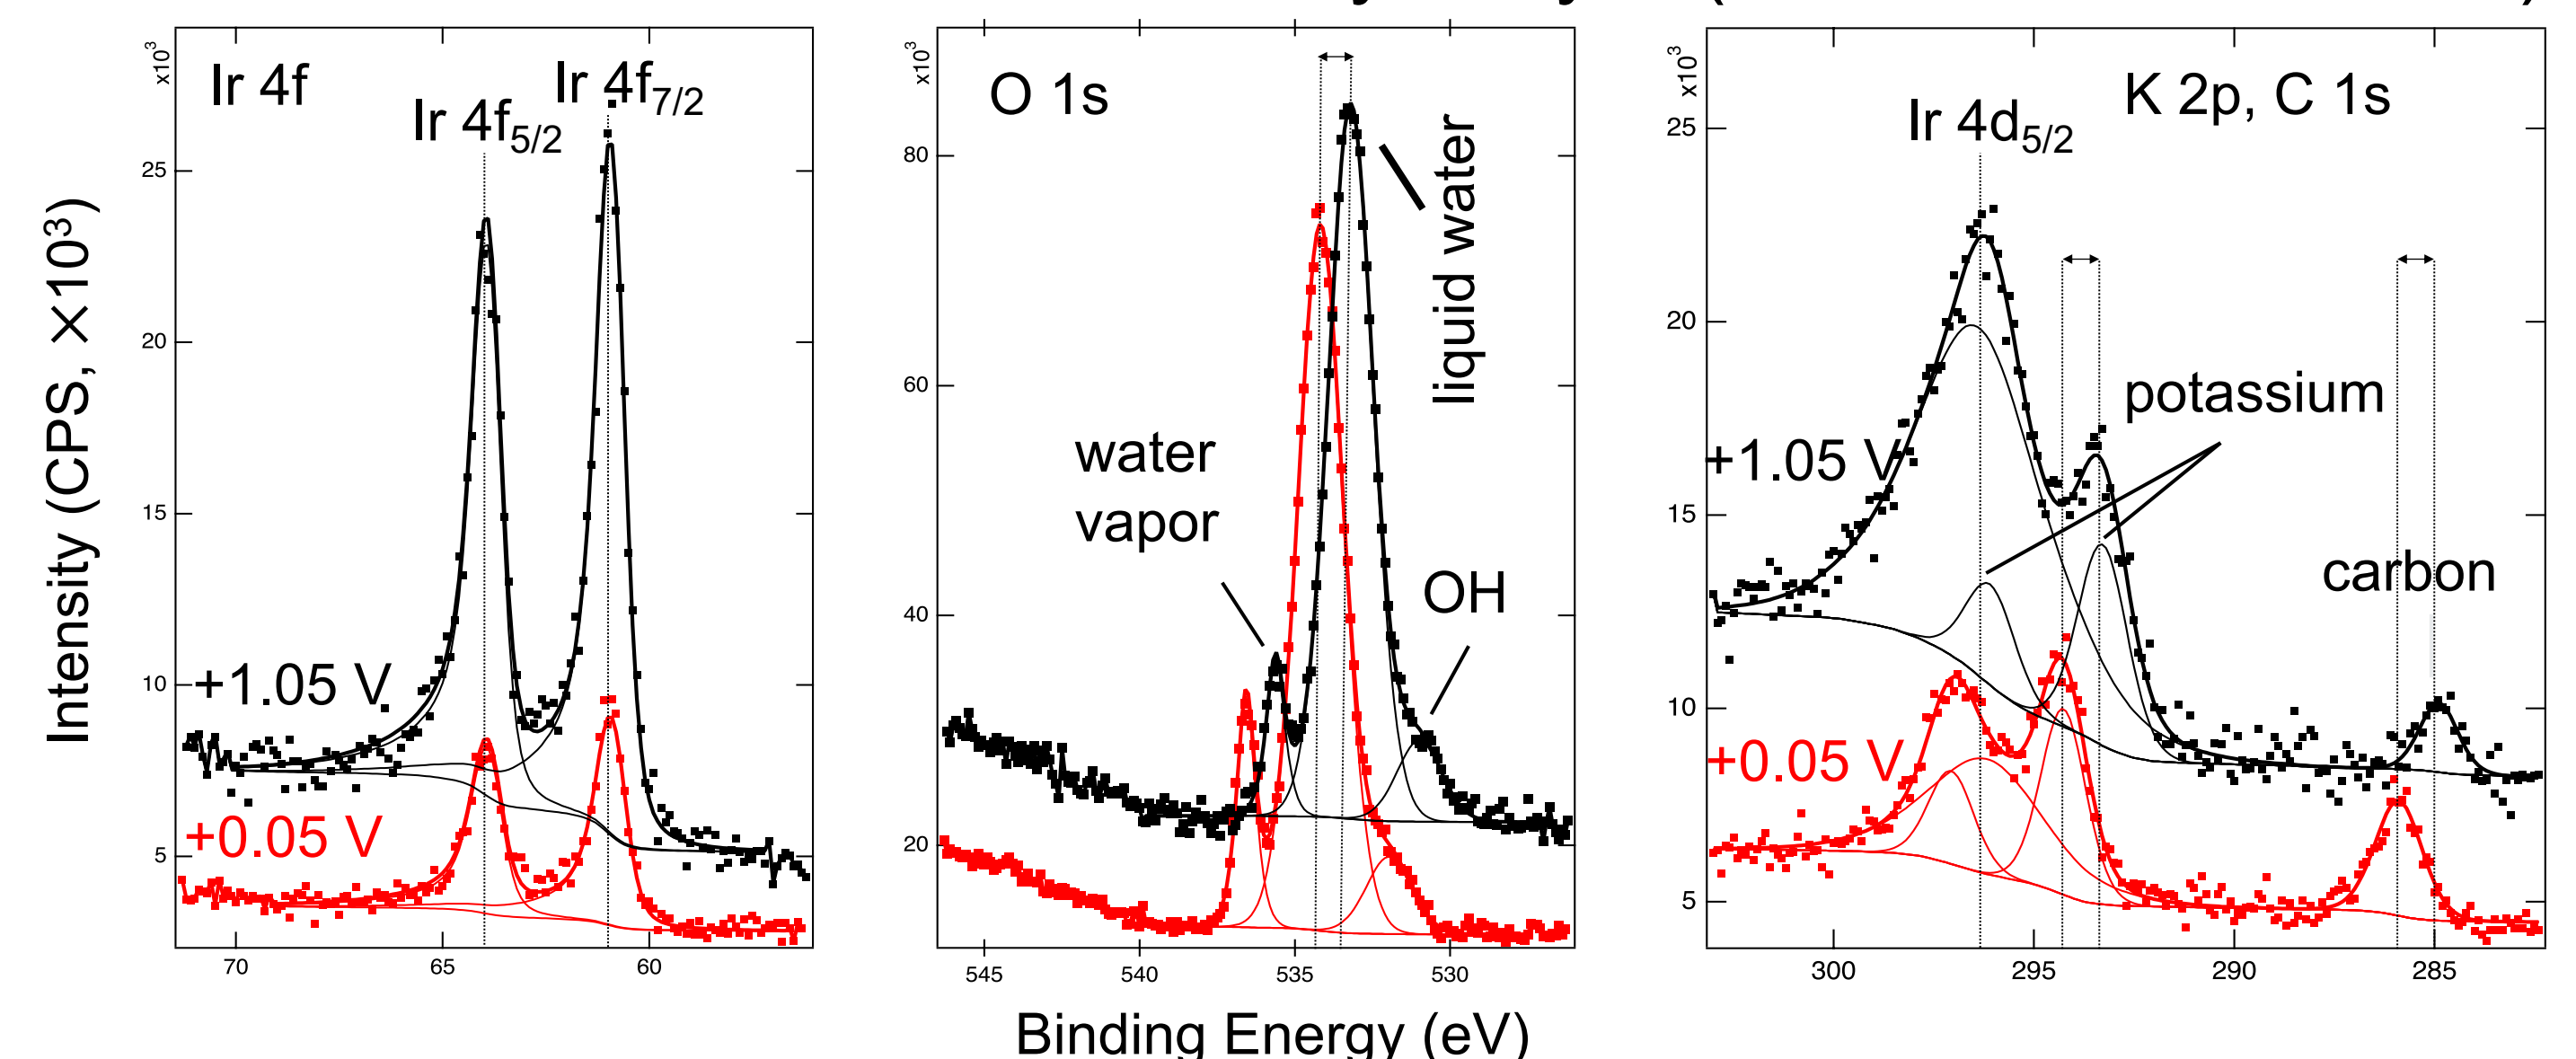 Intensity (CPS, ×10³)
x10³
Ir 4f
Ir 4f5/2
Ir 4f7/2
25
20
15
10
5
+1.05 V
+0.05 V
70
65
60
x10³
O 1s
80
60
40
20
water
vapor
liquid water
OH
545
540
535
530
x10³
Ir 4d5/2
K 2p, C 1s
25
20
15
10
5
potassium
carbon
+1.05 V
+0.05 V
300
295
290
285
Binding Energy (eV)